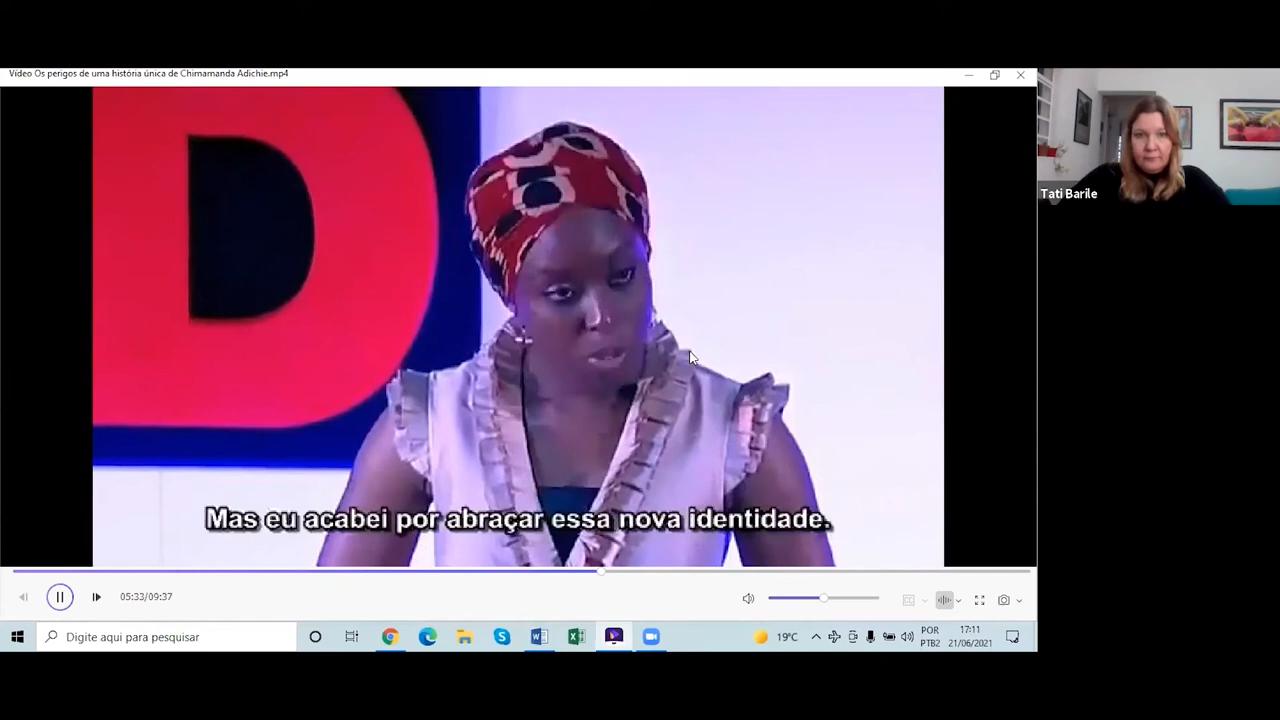 Vídeo Os perigos de uma história única de Chimamanda Adichie.mp4
Tati Barile
D
Mas eu acabei por abraçar essa nova identidade.
05:33/09:37
CC
Digite aqui para pesquisar
19°C
POR
PTB2
17:11
21/06/2021